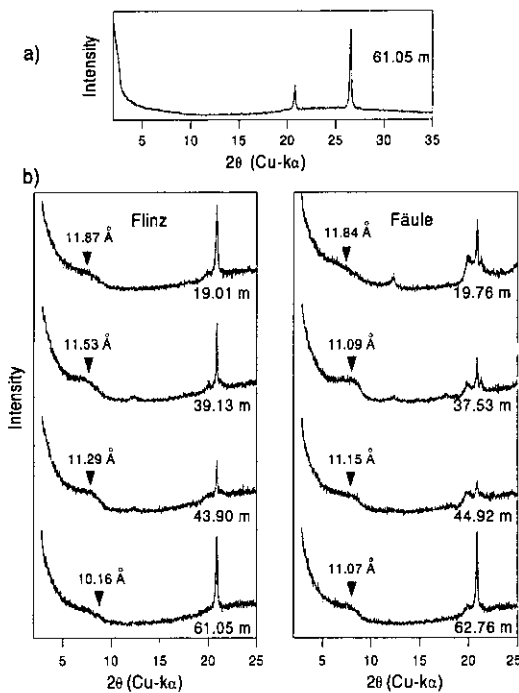 a)
Intensity
61.05 m
5 10 15 20 25 30 35
2θ (Cu-kα)
b)
Intensity
Flinz
11.87 Å
19.01 m
11.53 Å
39.13 m
11.29 Å
43.90 m
10.16 Å
61.05 m
5 10 15 20 25
2θ (Cu-kα)
Fäule
11.84 Å
19.76 m
11.09 Å
37.53 m
11.15 Å
44.92 m
11.07 Å
62.76 m
5 10 15 20 25
2θ (Cu-kα)